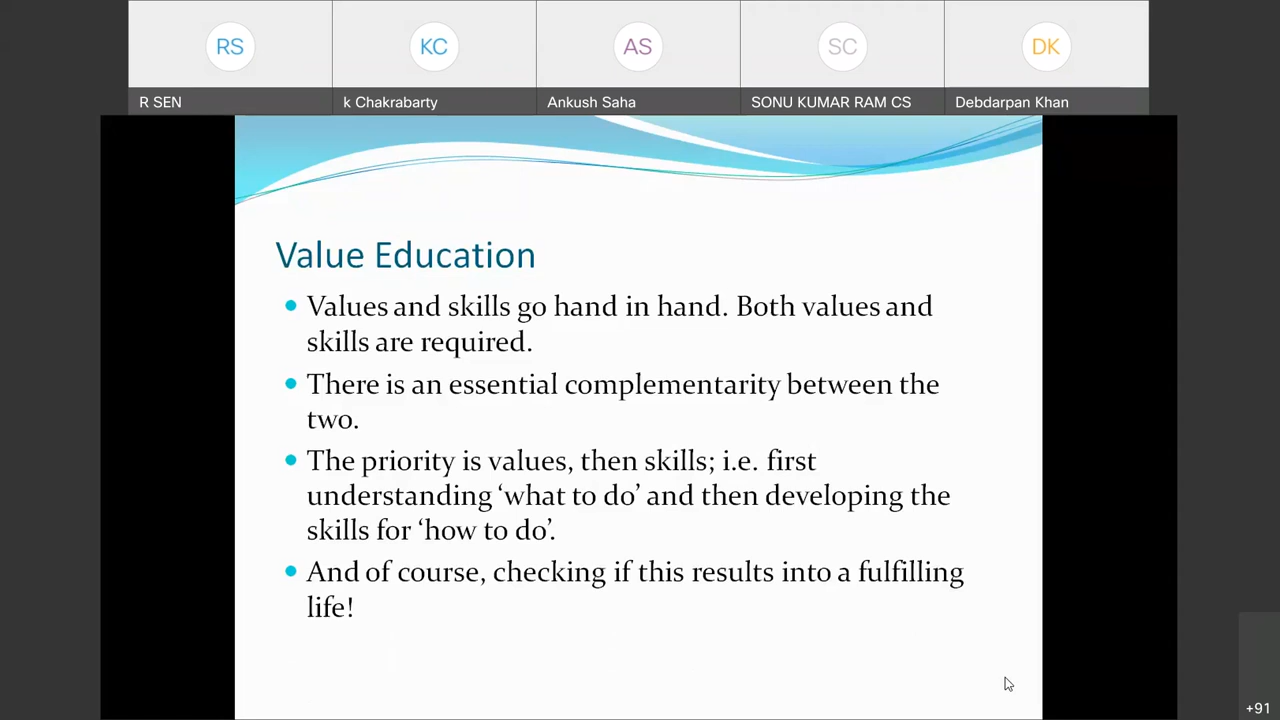 RS
KC
AS
SC
DK
R SEN
k Chakrabarty
Ankush Saha
SONU KUMAR RAM CS
Debdarpan Khan
Value Education
Values and skills go hand in hand. Both values and
skills are required.
There is an essential complementarity between the
two.
The priority is values, then skills; i.e. first
understanding ‘what to do’ and then developing the
skills for ‘how to do’.
And of course, checking if this results into a fulfilling
life!
+91